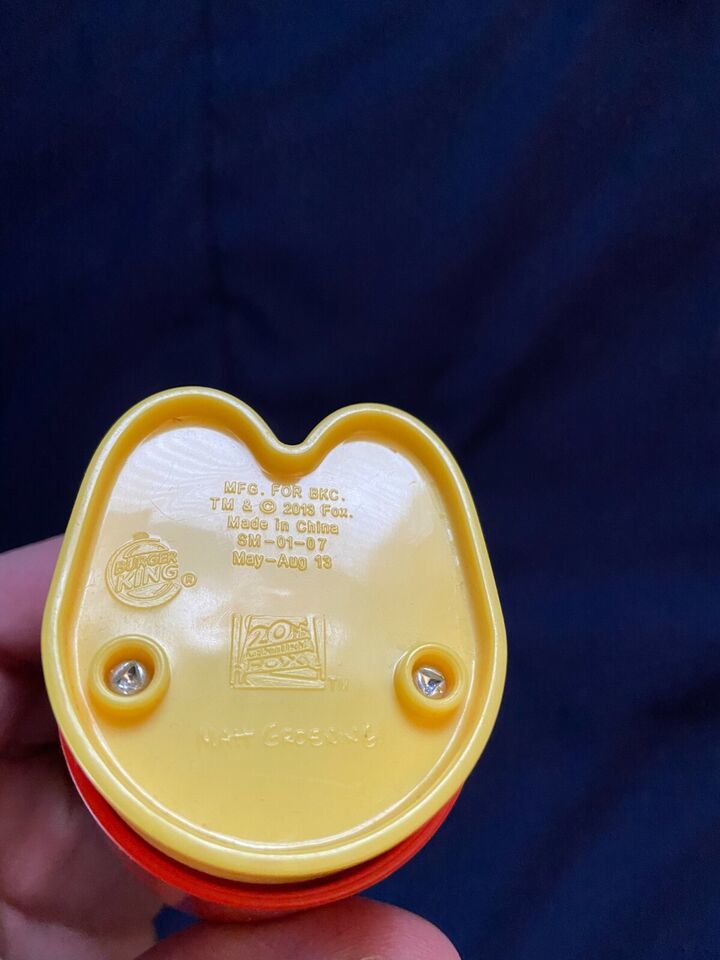 MFG. FOR BKC.
TM & © 2013 Fox.
Made in China
SM-01-07
May-Aug 13
BURGER
KING®
20th
FOX
TM
MATT GROENING